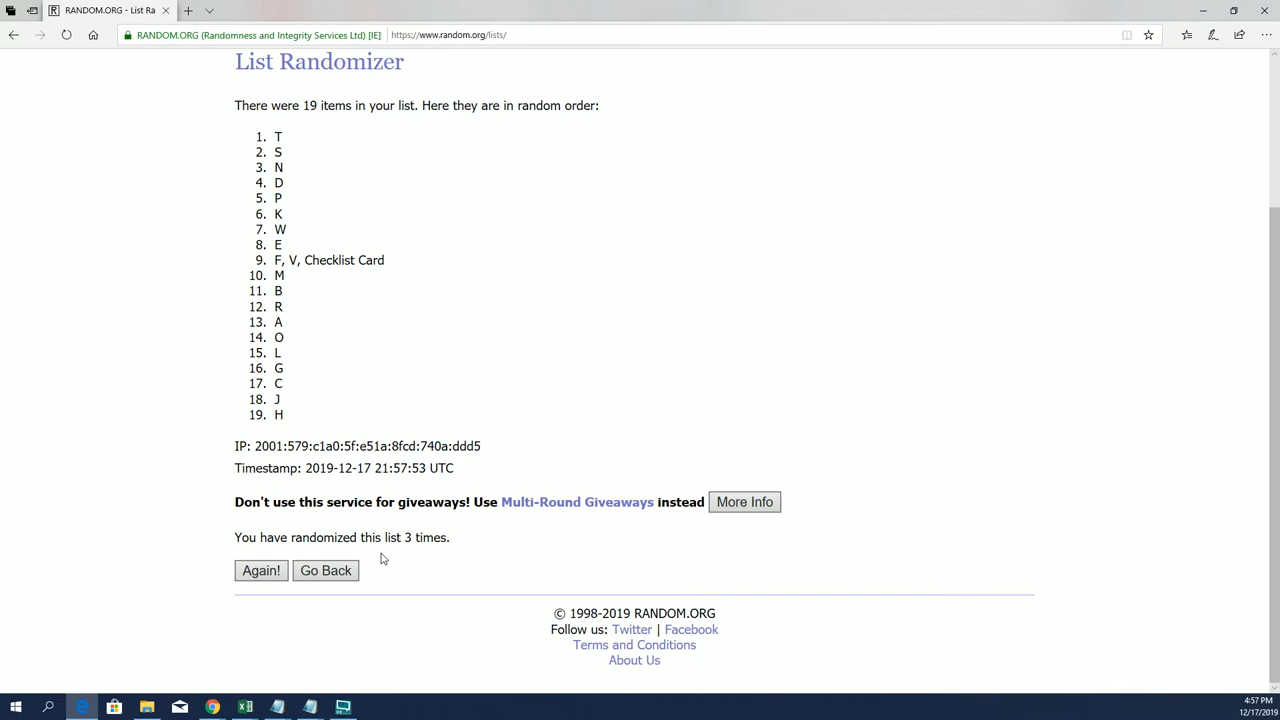 RANDOM.ORG - List Ra
RANDOM.ORG (Randomness and Integrity Services Ltd) [IE]
https://www.random.org/lists/
List Randomizer
There were 19 items in your list. Here they are in random order:
1. T
2. S
3. N
4. D
5. P
6. K
7. W
8. E
9. F, V, Checklist Card
10. M
11. B
12. R
13. A
14. O
15. L
16. G
17. C
18. J
19. H
IP: 2001:579:c1a0:5f:e51a:8fcd:740a:ddd5
Timestamp: 2019-12-17 21:57:53 UTC
Don't use this service for giveaways! Use Multi-Round Giveaways instead More Info
You have randomized this list 3 times.
Again! Go Back
© 1998-2019 RANDOM.ORG
Follow us: Twitter | Facebook
Terms and Conditions
About Us
4:57 PM
12/17/2019